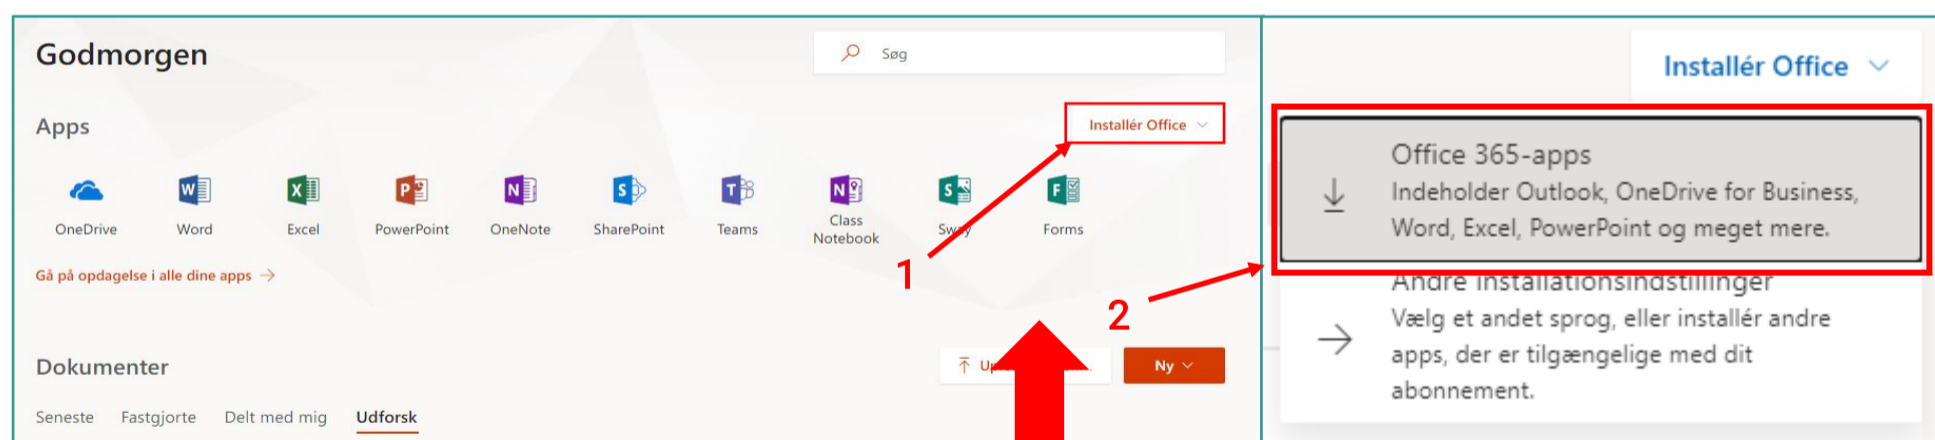 Godmorgen
Søg
Apps
Installér Office
OneDrive
Word
Excel
PowerPoint
OneNote
SharePoint
Teams
Class
Notebook
Sway
Forms
Gå på opdagelse i alle dine apps →
1
2
Dokumenter
Ny
Seneste
Fastgjorte
Delt med mig
Udforsk
Installér Office
Office 365-apps
Indeholder Outlook, OneDrive for Business,
Word, Excel, PowerPoint og meget mere.
Andre installationsindstillinger
Vælg et andet sprog, eller installér andre
apps, der er tilgængelige med dit
abonnement.